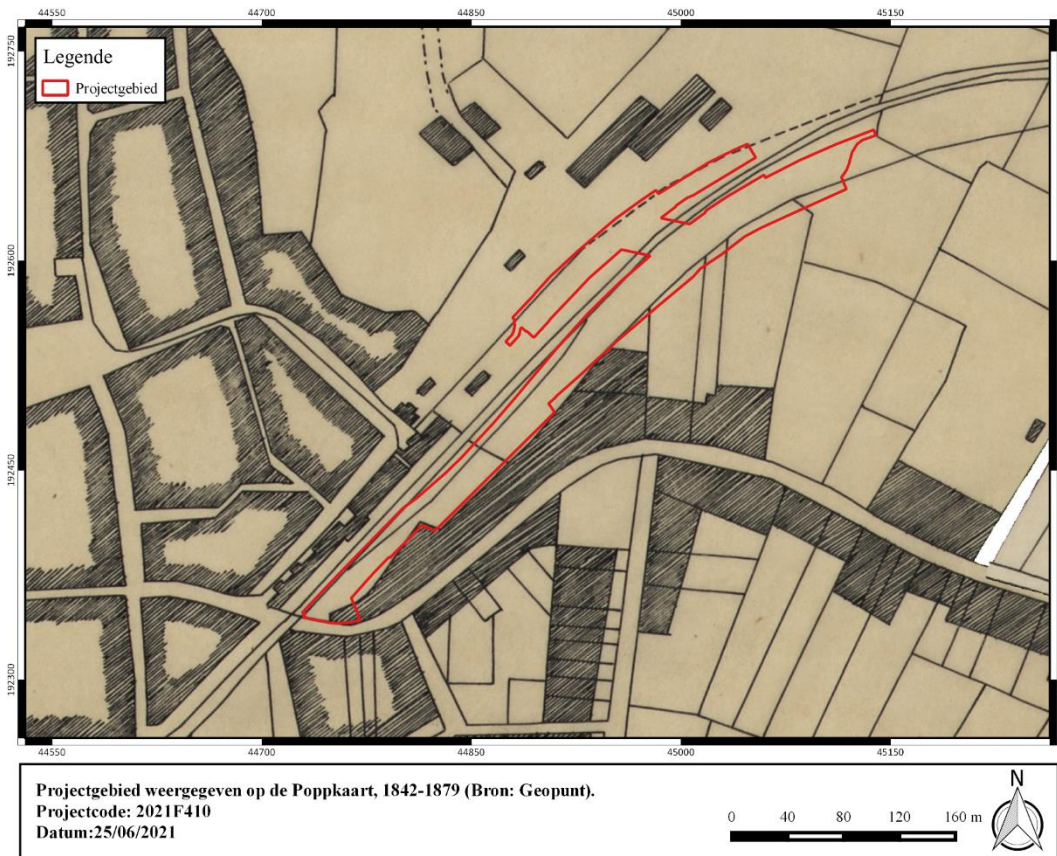 44550 44700 44850 45000 45150
192750
192600
192450
192300
Legende
Projectgebied
44550 44700 44850 45000 45150
Projectgebied weergegeven op de Poppkaart, 1842-1879 (Bron: Geopunt).
Projectcode: 2021F410
Datum:25/06/2021
N
0 40 80 120 160 m